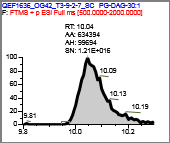 QEF1636_OG42_T3-9-2-7_SC PG-OAG-30:1
F: FTMS + p ESI Full ms [500.0000-2000.0000]
RT: 10.04
AA: 634394
AH: 99694
SN: 1.21E+016
100
80
60
40
20
0
10.09
10.13
10.19
9.81
9.8
10.0
10.2